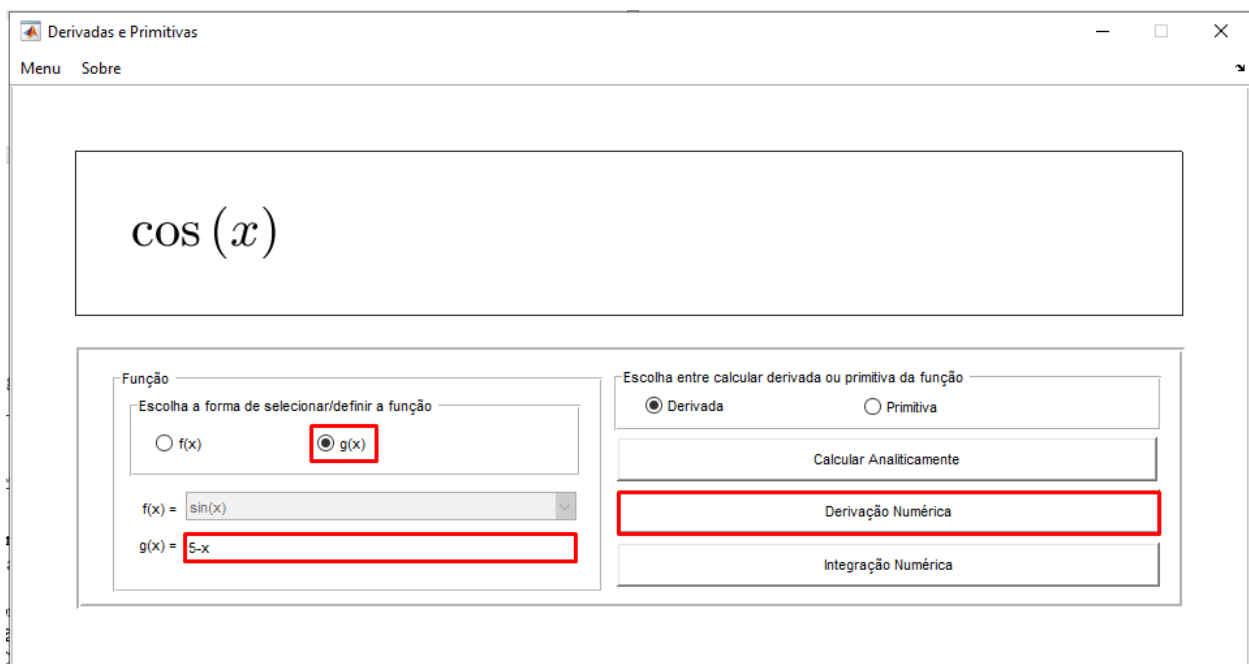 Derivadas e Primitivas
Menu Sobre
cos (x)
Função
Escolha a forma de selecionar/definir a função
f(x) g(x)
f(x) = sin(x)
g(x) = 5-x
Escolha entre calcular derivada ou primitiva da função
Derivada Primitiva
Calcular Analiticamente
Derivação Numérica
Integração Numérica